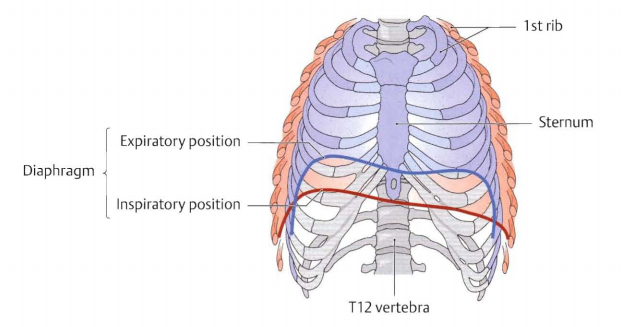 1st rib
Sternum
Expiratory position
Diaphragm
Inspiratory position
T12 vertebra